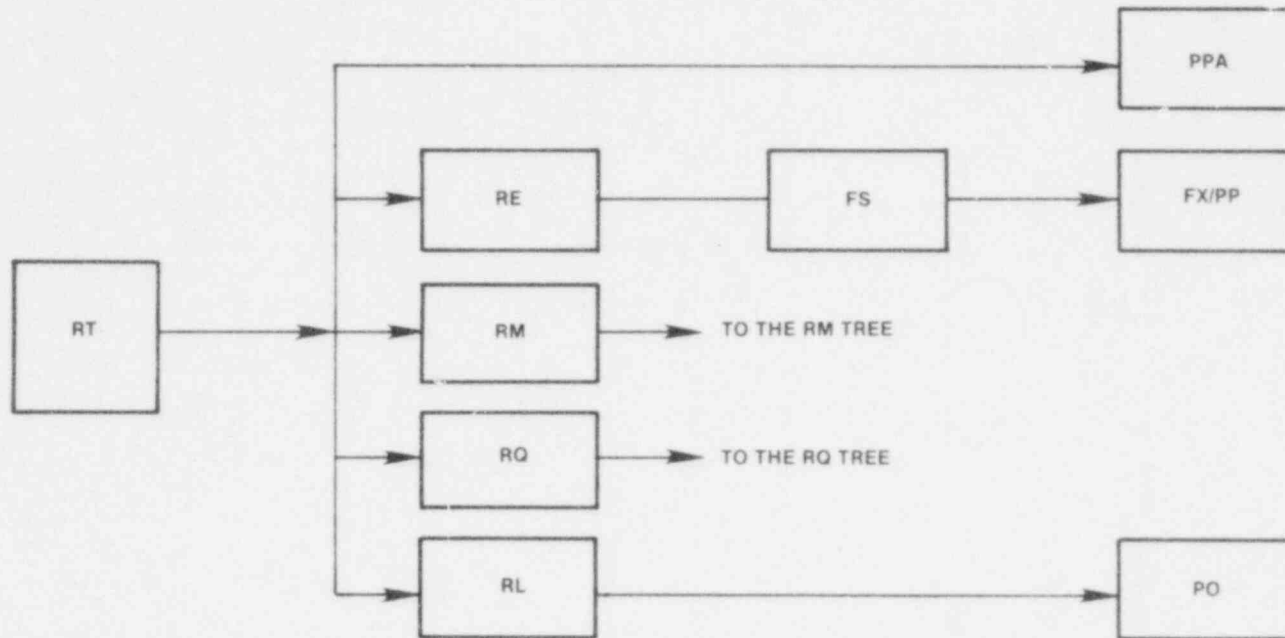 PPA
RE
FS
FX/PP
RT
RM
TO THE RM TREE
RQ
TO THE RQ TREE
RL
PO